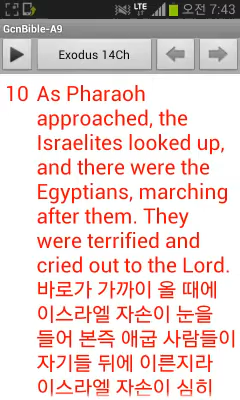 LTE 오전 7:43
GcnBible-A9
Exodus 14Ch
10 As Pharaoh
approached, the
Israelites looked up,
and there were the
Egyptians, marching
after them. They
were terrified and
cried out to the Lord.
바로가 가까이 올 때에
이스라엘 자손이 눈을
들어 본즉 애굽 사람들이
자기들 뒤에 이른지라
이스라엘 자손이 심히